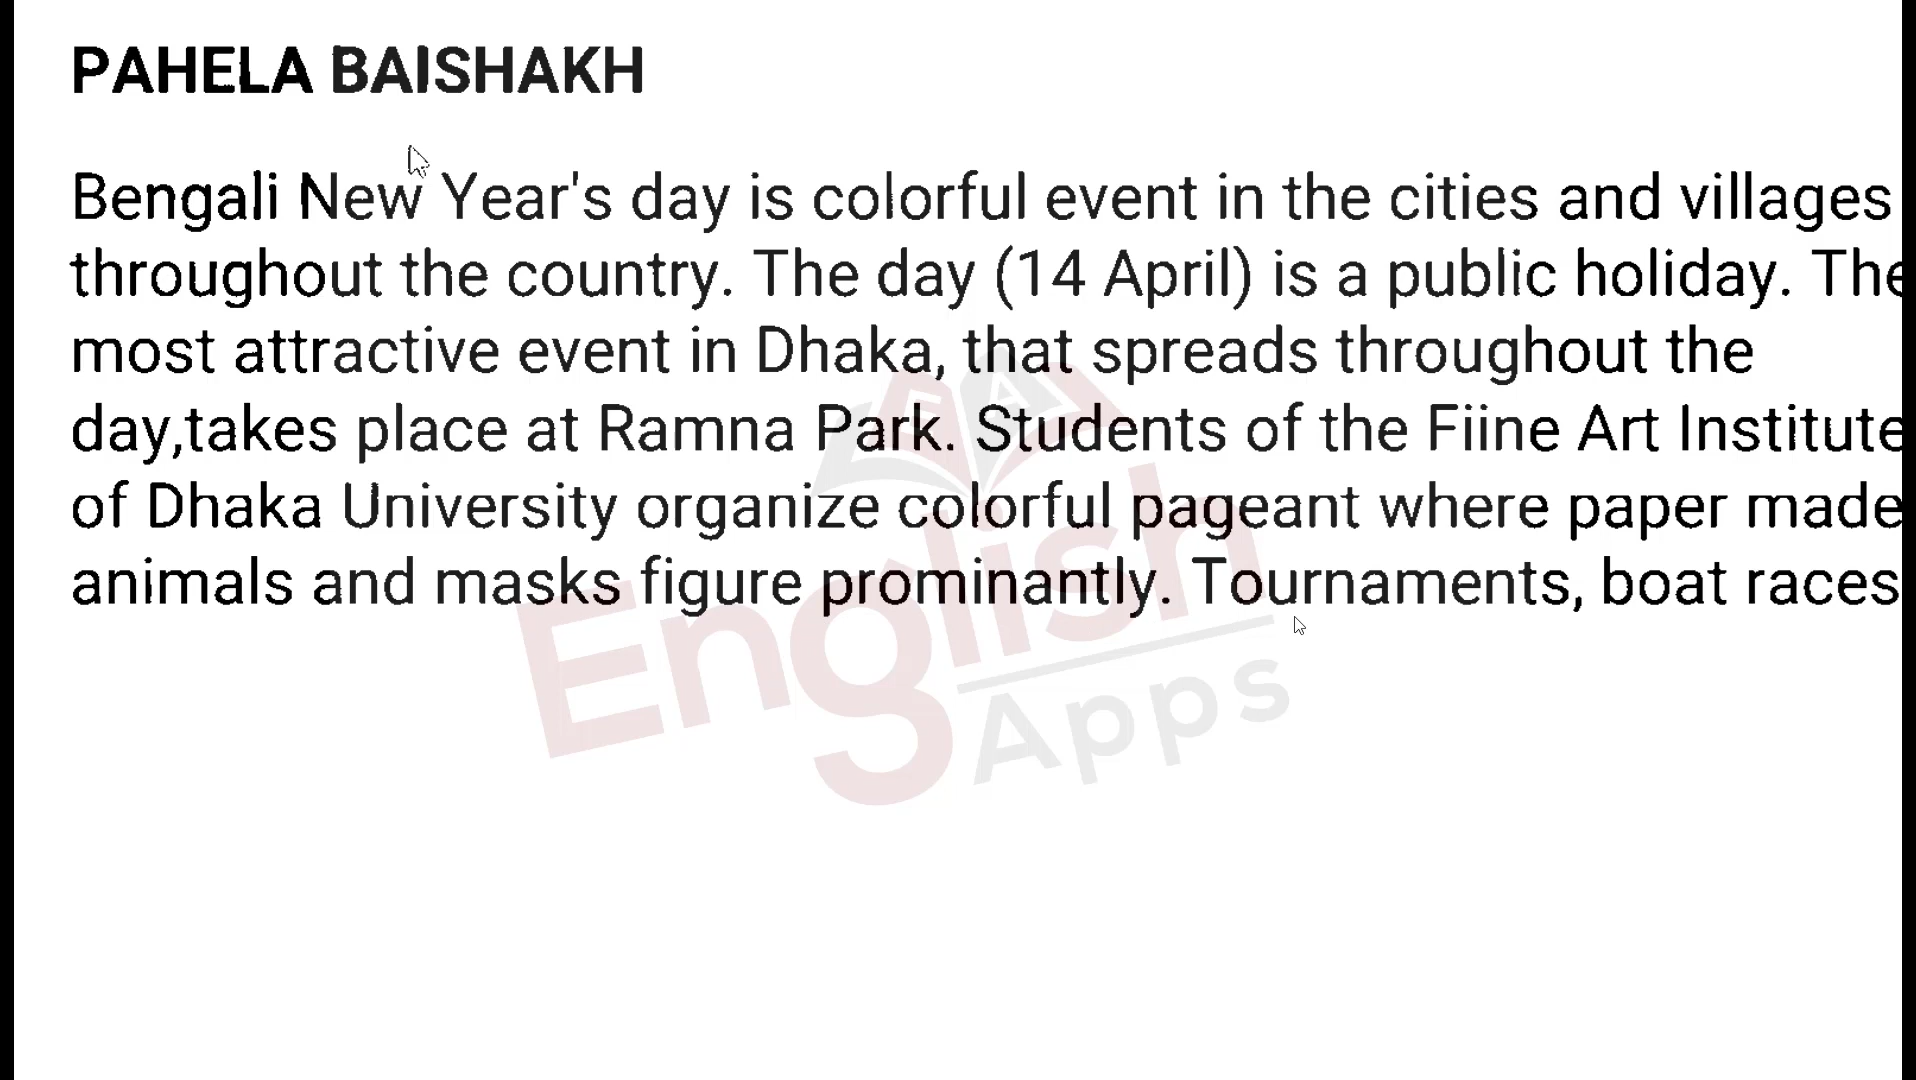 PAHELA BAISHAKH
Bengali New Year's day is colorful event in the cities and villages
throughout the country. The day (14 April) is a public holiday. The
most attractive event in Dhaka, that spreads throughout the
day,takes place at Ramna Park. Students of the Fiine Art Institute
of Dhaka University organize colorful pageant where paper made
animals and masks figure prominantly. Tournaments, boat races
EA
English
Apps